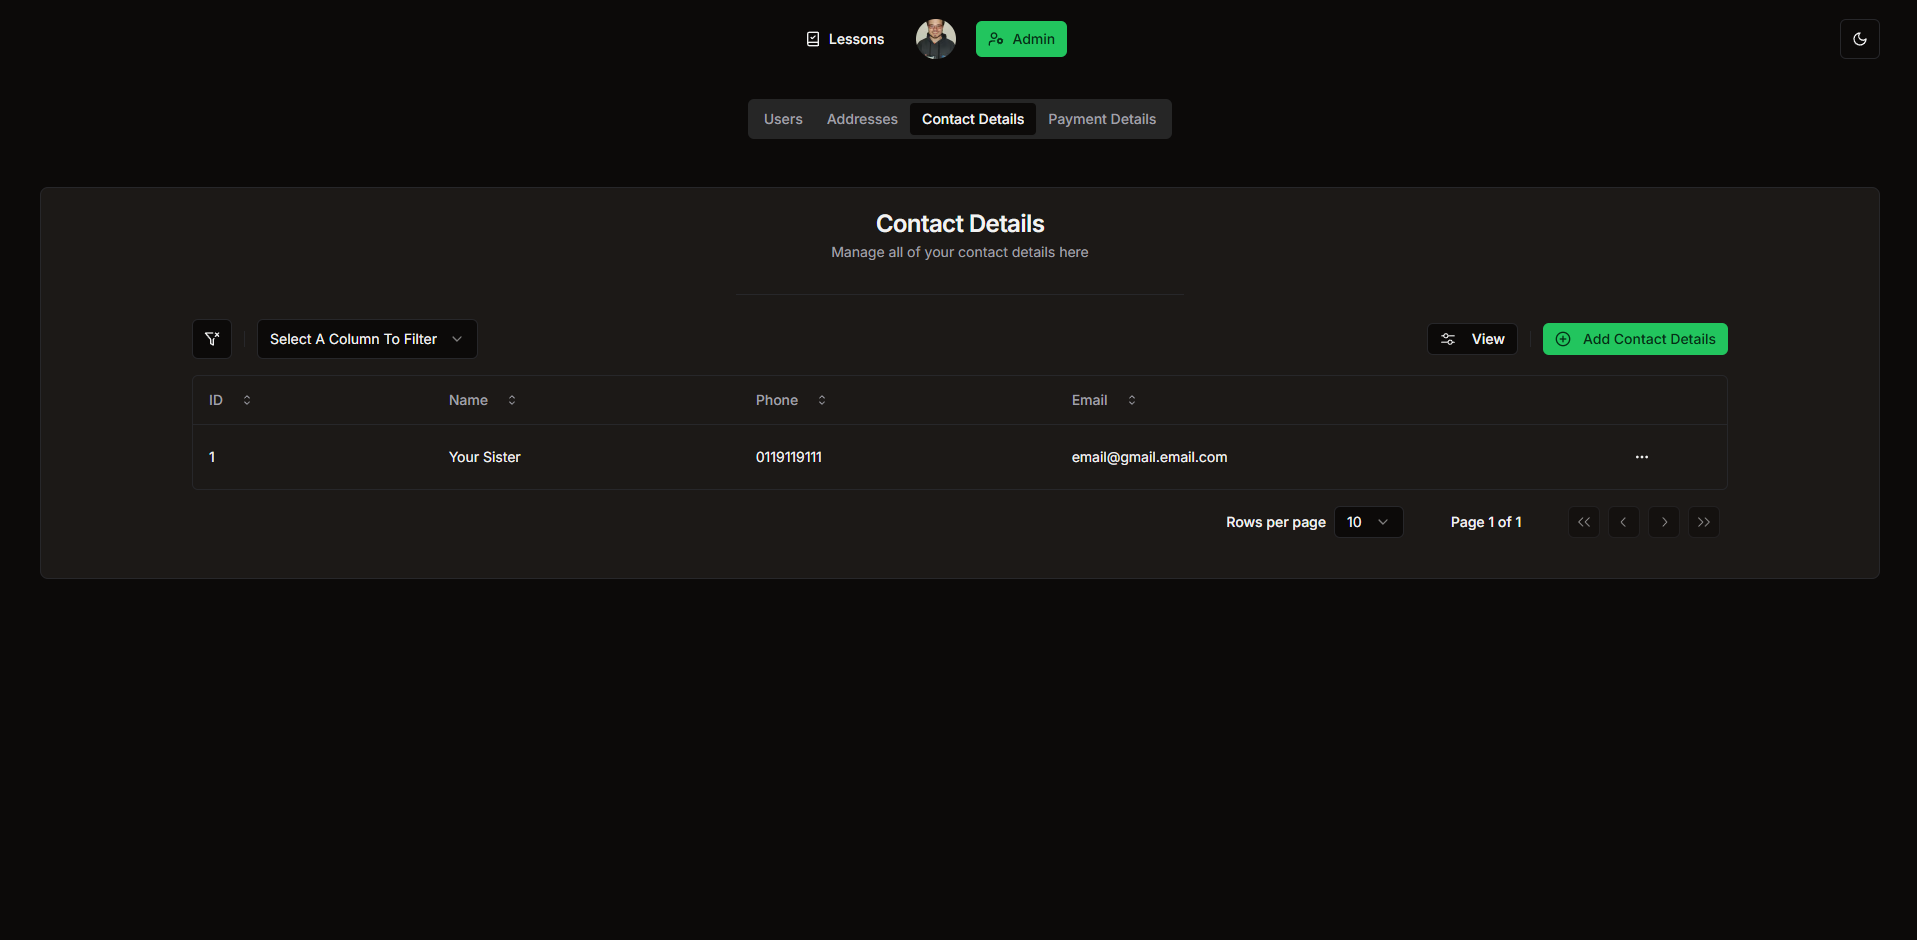 Lessons Admin
Users Addresses Contact Details Payment Details
Contact Details
Manage all of your contact details here
Select A Column To Filter View Add Contact Details
ID Name Phone Email
1 Your Sister 0119119111 email@gmail.email.com
Rows per page 10 Page 1 of 1